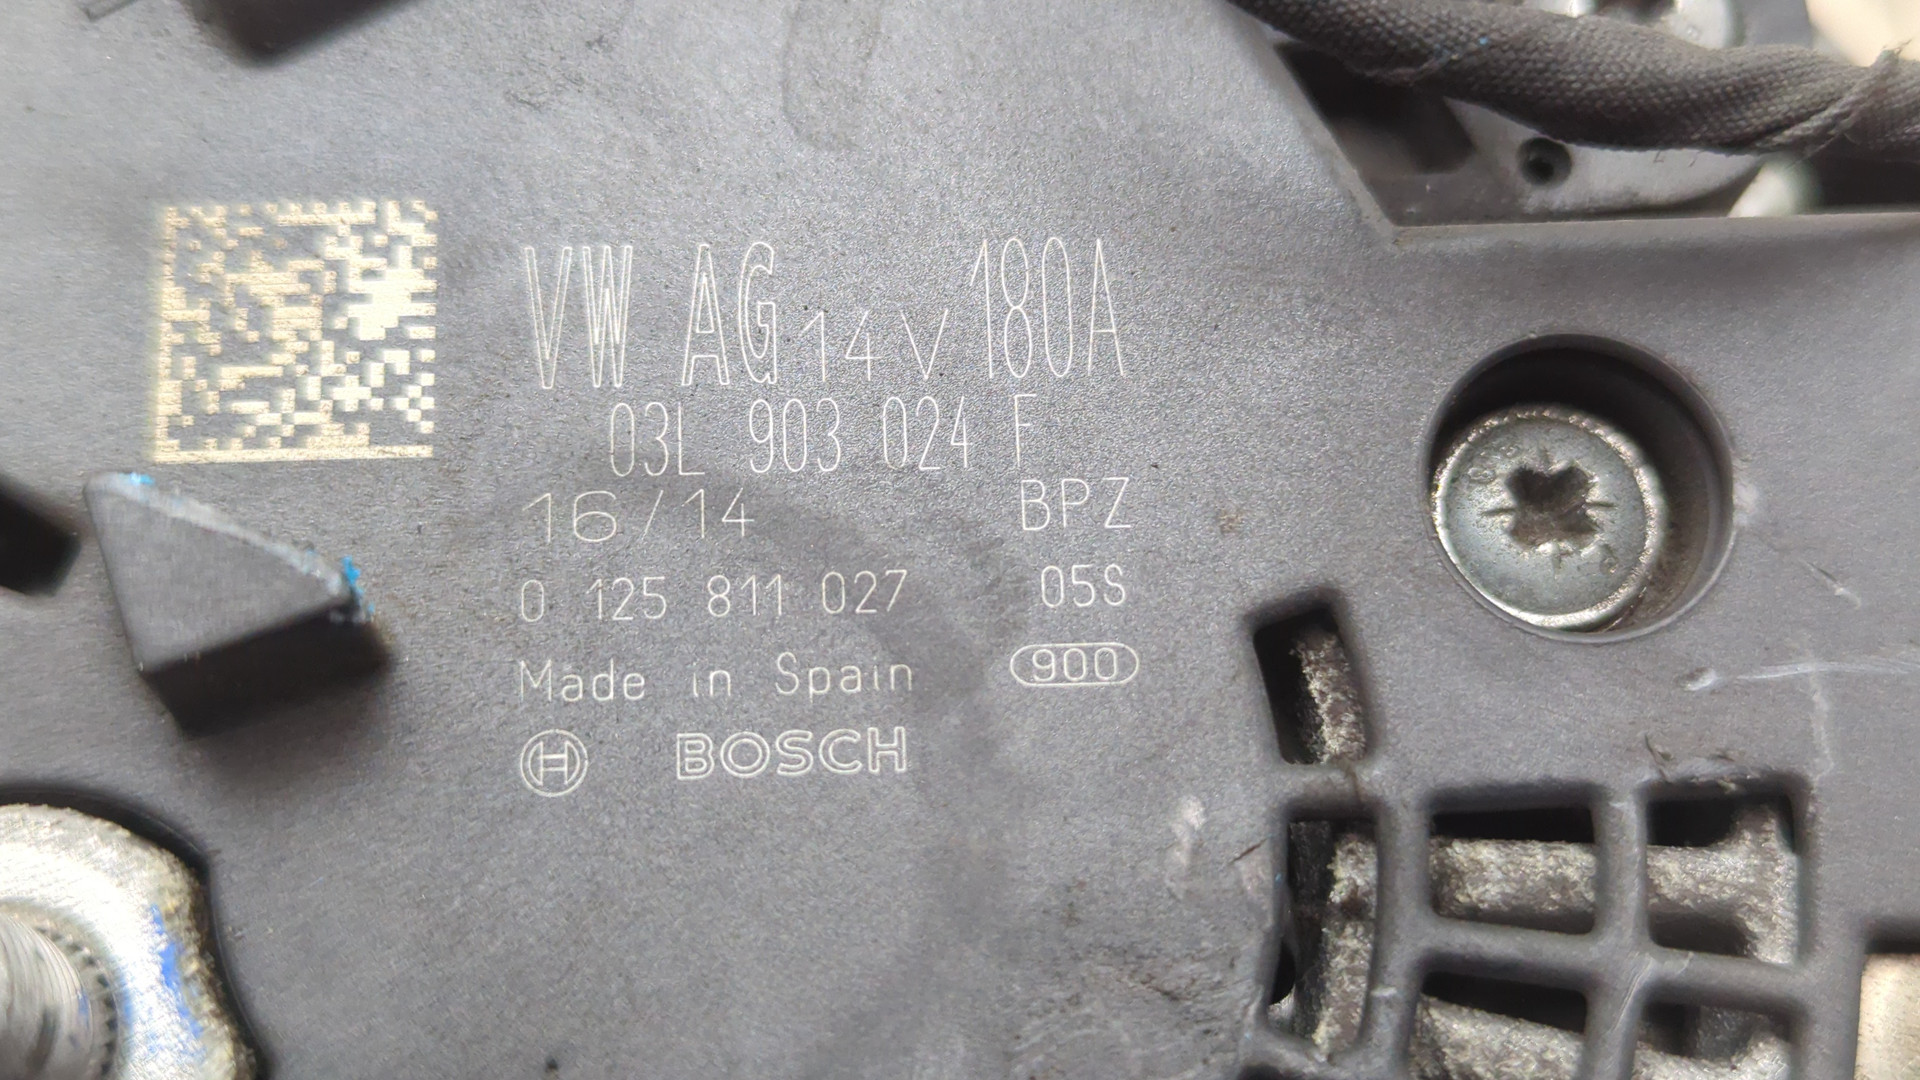 VW AG 14V 180A
03L 903 024 F
16/14 BPZ
0 125 811 027 05S
Made in Spain 900
BOSCH